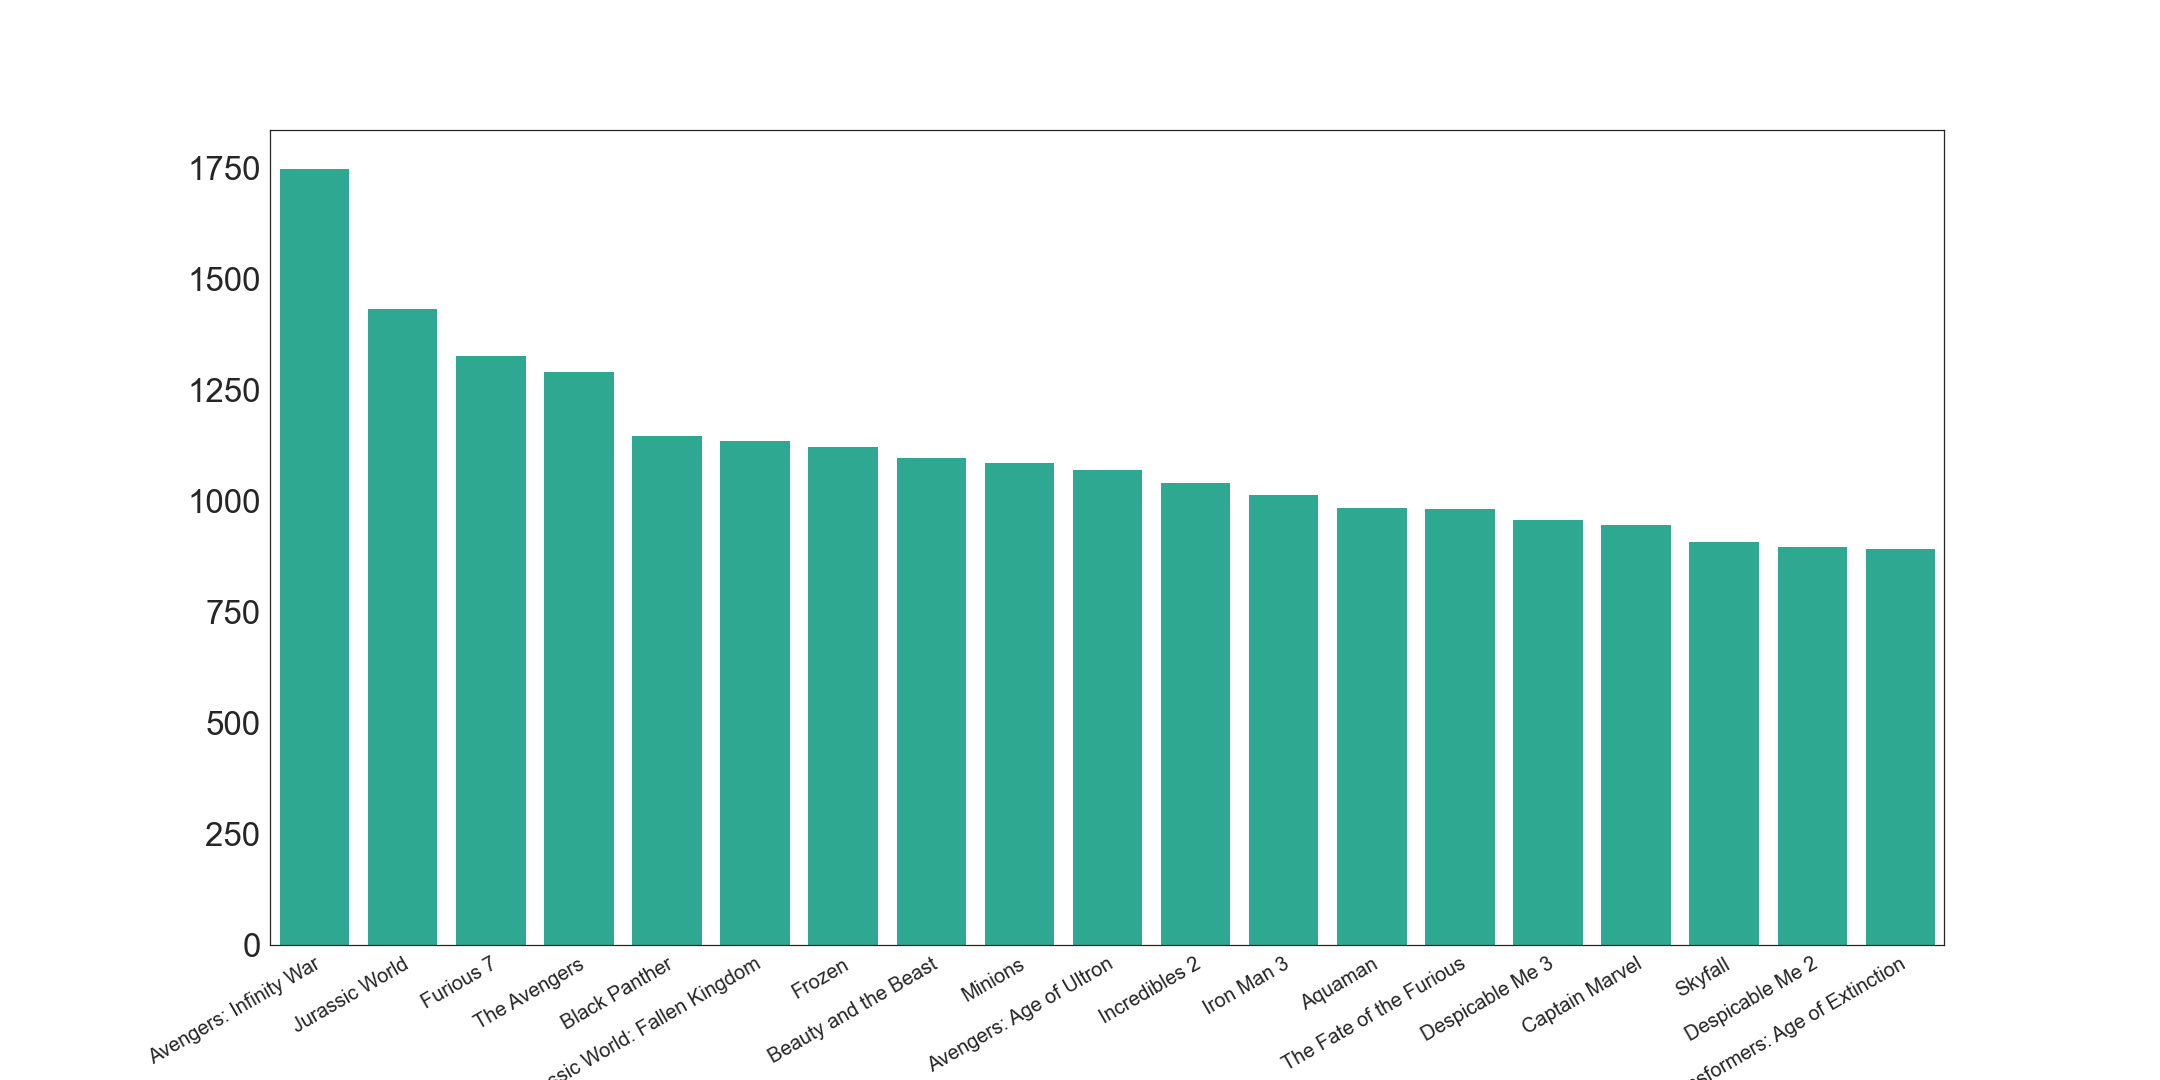 1750
1500
1250
1000
750
500
250
0
Avengers: Infinity War
Jurassic World
Furious 7
The Avengers
Black Panther
World: Fallen Kingdom
Frozen
Beauty and the Beast
Minions
Avengers: Age of Ultron
Incredibles 2
Iron Man 3
Aquaman
The Fate of the Furious
Despicable Me 3
Captain Marvel
Skyfall
Despicable Me 2
Age of Extinction